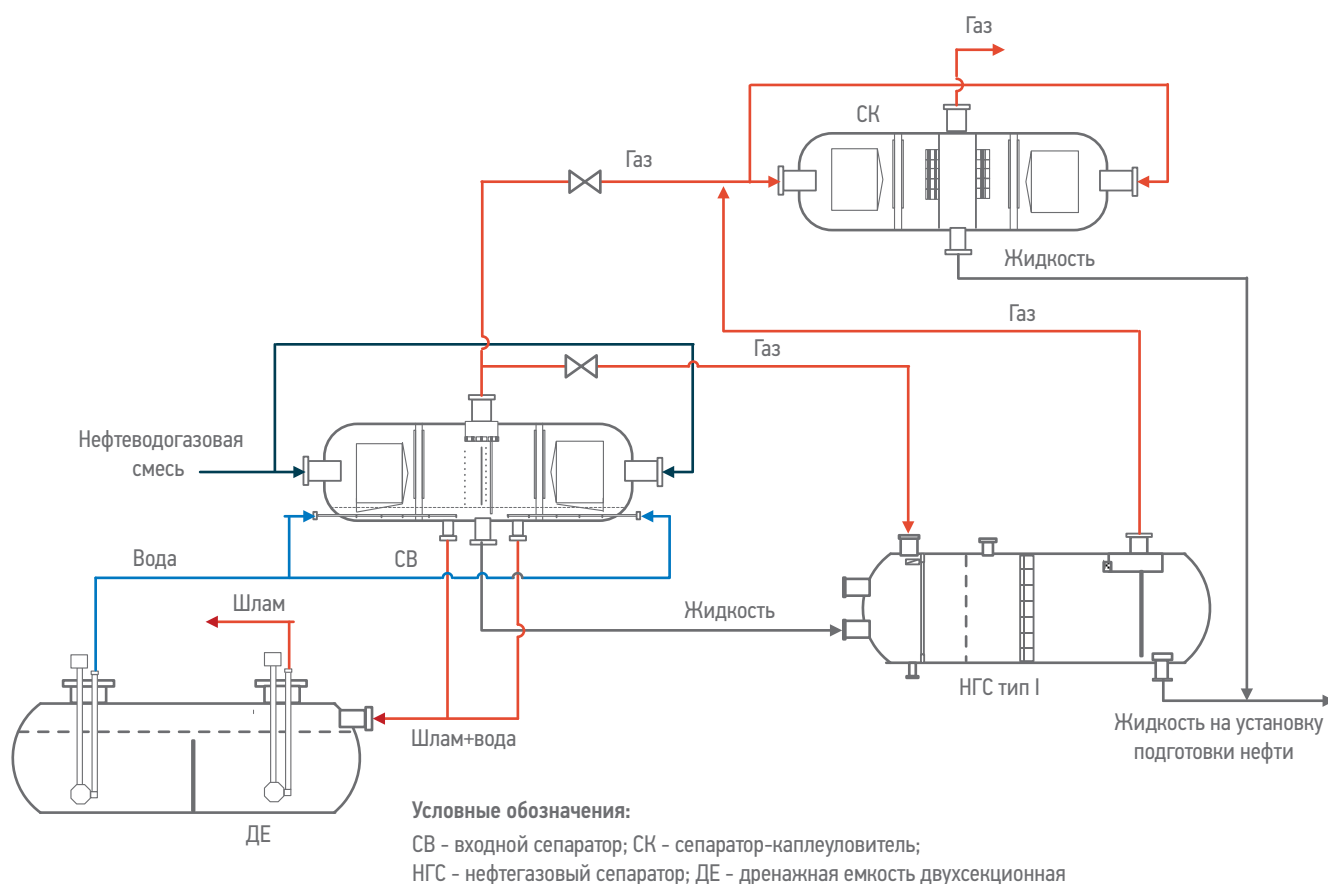 Газ
СК
Газ
Жидкость
Газ
Газ
Нефтеводогазовая
смесь
Вода
СВ
Шлам
Жидкость
НГС тип I
Жидкость на установку
подготовки нефти
Шлам+вода
ДЕ
Условные обозначения:
СВ - входной сепаратор; СК - сепаратор-каплеуловитель;
НГС - нефтегазовый сепаратор; ДЕ - дренажная емкость двухсекционная